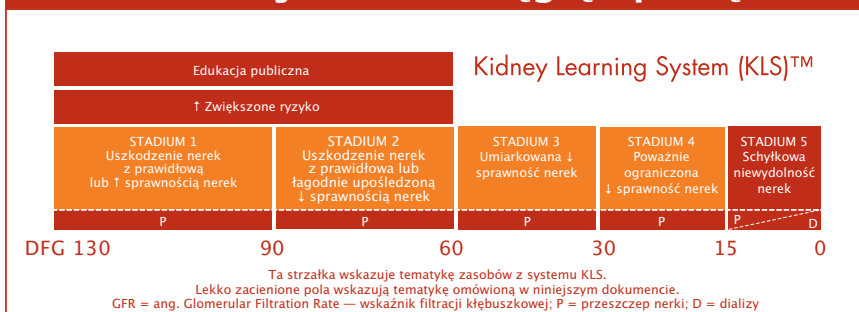 Edukacja publiczna
Kidney Learning System (KLS)™
↑ Zwiększone ryzyko
STADIUM 1
Uszkodzenie nerek
z prawidłową
lub ↑ sprawnością nerek
STADIUM 2
Uszkodzenie nerek
z prawidłowa lub
łagodnie upośledzoną
↓ sprawnością nerek
STADIUM 3
Umiarkowana ↓
sprawność nerek
STADIUM 4
Poważnie
ograniczona
↓ sprawność nerek
STADIUM 5
Schyłkowa
niewydolność
nerek
P
P
P
P
P
D
DFG 130
90
60
30
15
0
Ta strzałka wskazuje tematykę zasobów z systemu KLS.
Lekko zacienione pola wskazują tematykę omówioną w niniejszym dokumencie.
GFR = ang. Glomerular Filtration Rate — wskaźnik filtracji kłębuszkowej; P = przeszczep nerki; D = dializy